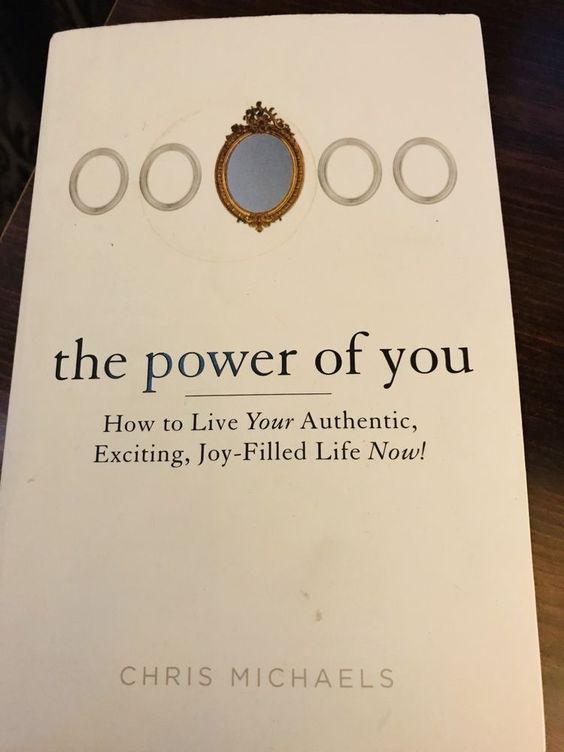 the power of you
How to Live Your Authentic,
Exciting, Joy-Filled Life Now!
CHRIS MICHAELS